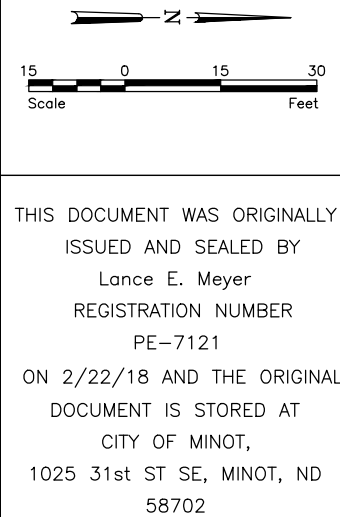 N
15 0 15 30
Scale Feet
THIS DOCUMENT WAS ORIGINALLY
ISSUED AND SEALED BY
Lance E. Meyer
REGISTRATION NUMBER
PE-7121
ON 2/22/18 AND THE ORIGINAL
DOCUMENT IS STORED AT
CITY OF MINOT,
1025 31st ST SE, MINOT, ND
58702